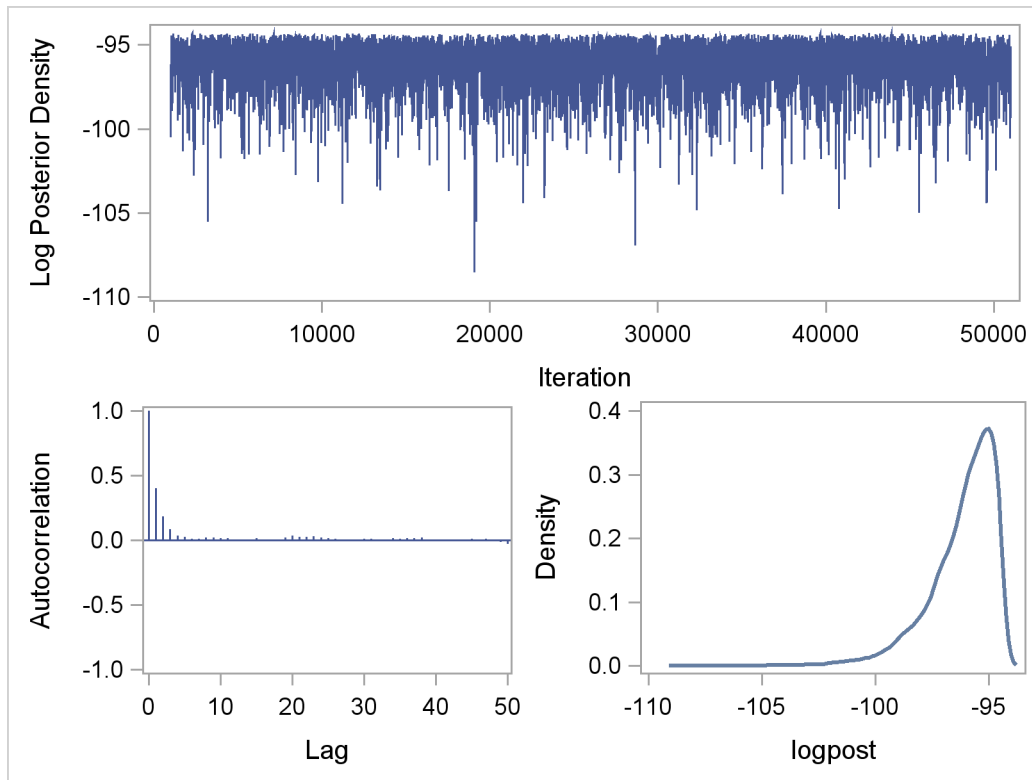 Log Posterior Density
-95
-100
-105
-110
0 10000 20000 30000 40000 50000
Iteration
Autocorrelation
1.0
0.5
0.0
-0.5
-1.0
0 10 20 30 40 50
Lag
Density
0.4
0.3
0.2
0.1
0.0
-110 -105 -100 -95
logpost